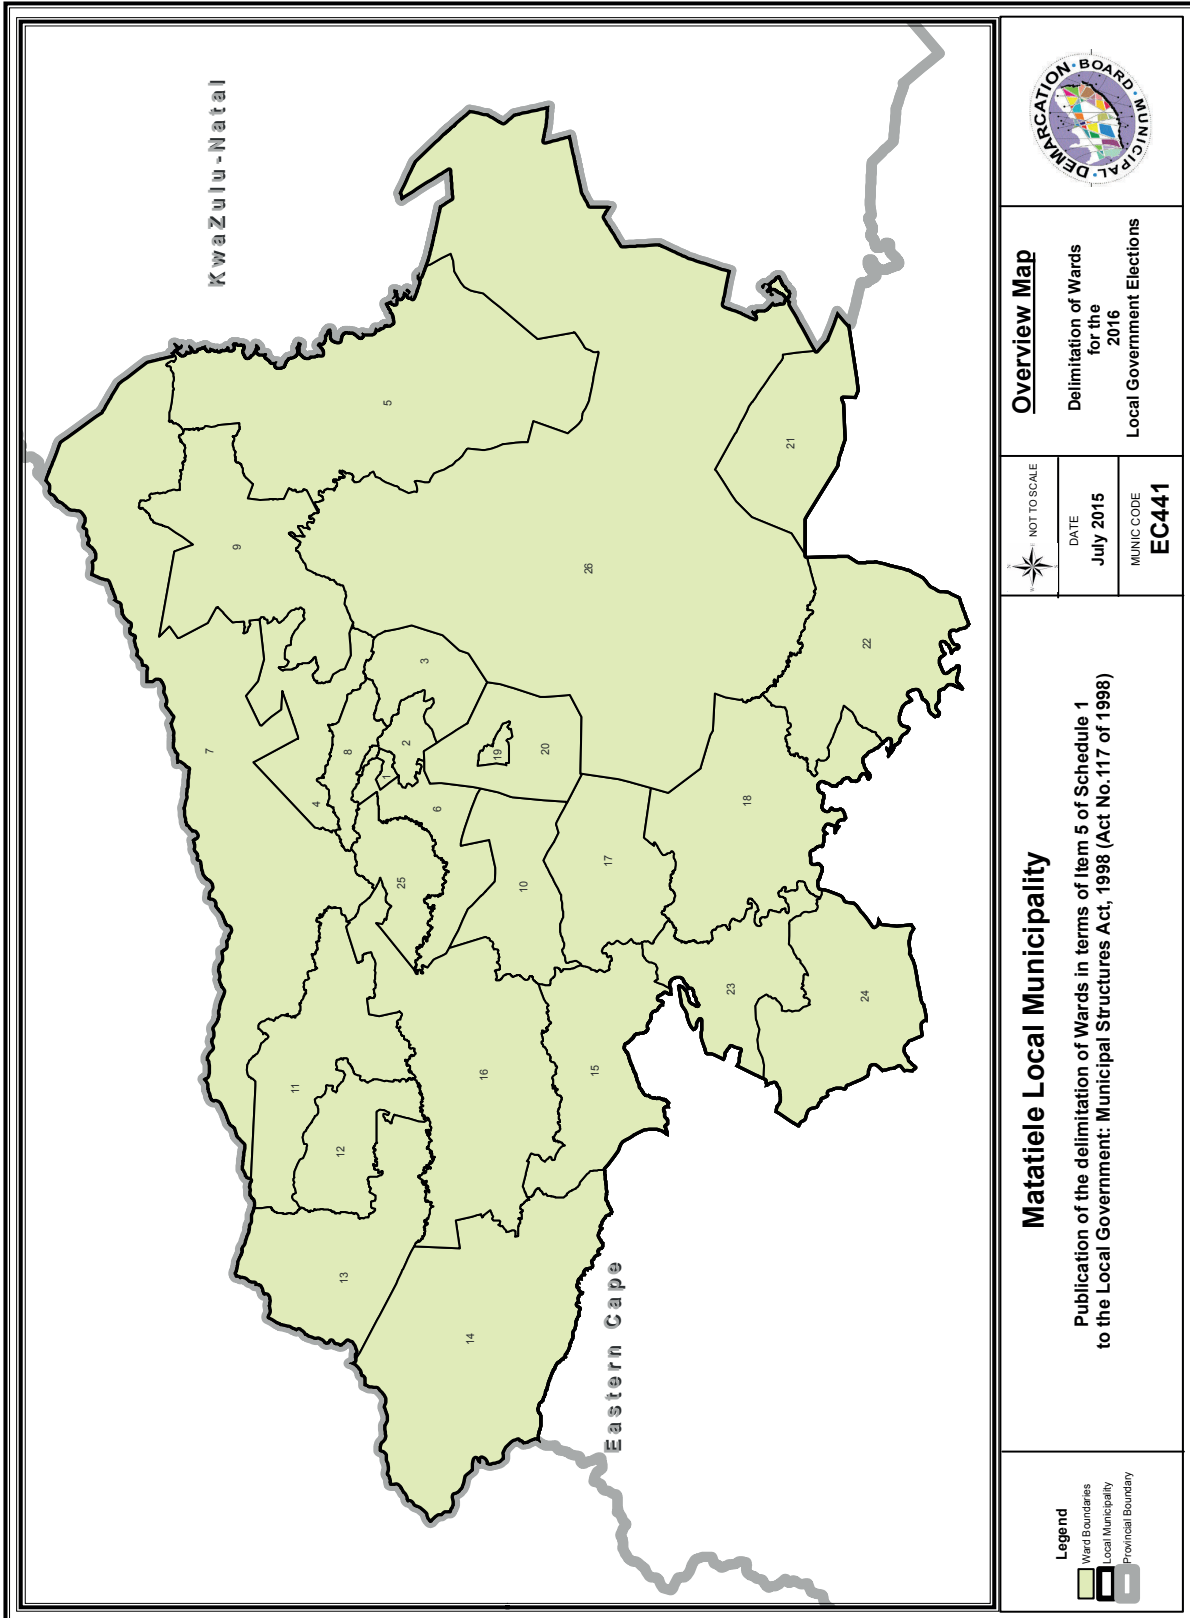 KwaZulu-Natal
Eastern Cape
1
2
3
4
5
6
7
8
9
10
11
12
13
14
15
16
17
18
19
20
21
22
23
24
25
26
Legend
Ward Boundaries
Local Municipality
Provincial Boundary
Matatiele Local Municipality
Publication of the delimitation of Wards in terms of Item 5 of Schedule 1
to the Local Government: Municipal Structures Act, 1998 (Act No.117 of 1998)
NOT TO SCALE
DATE
July 2015
MUNIC CODE
EC441
Overview Map
Delimitation of Wards
for the
2016
Local Government Elections
MUNICIPAL · DEMARCATION · BOARD ·